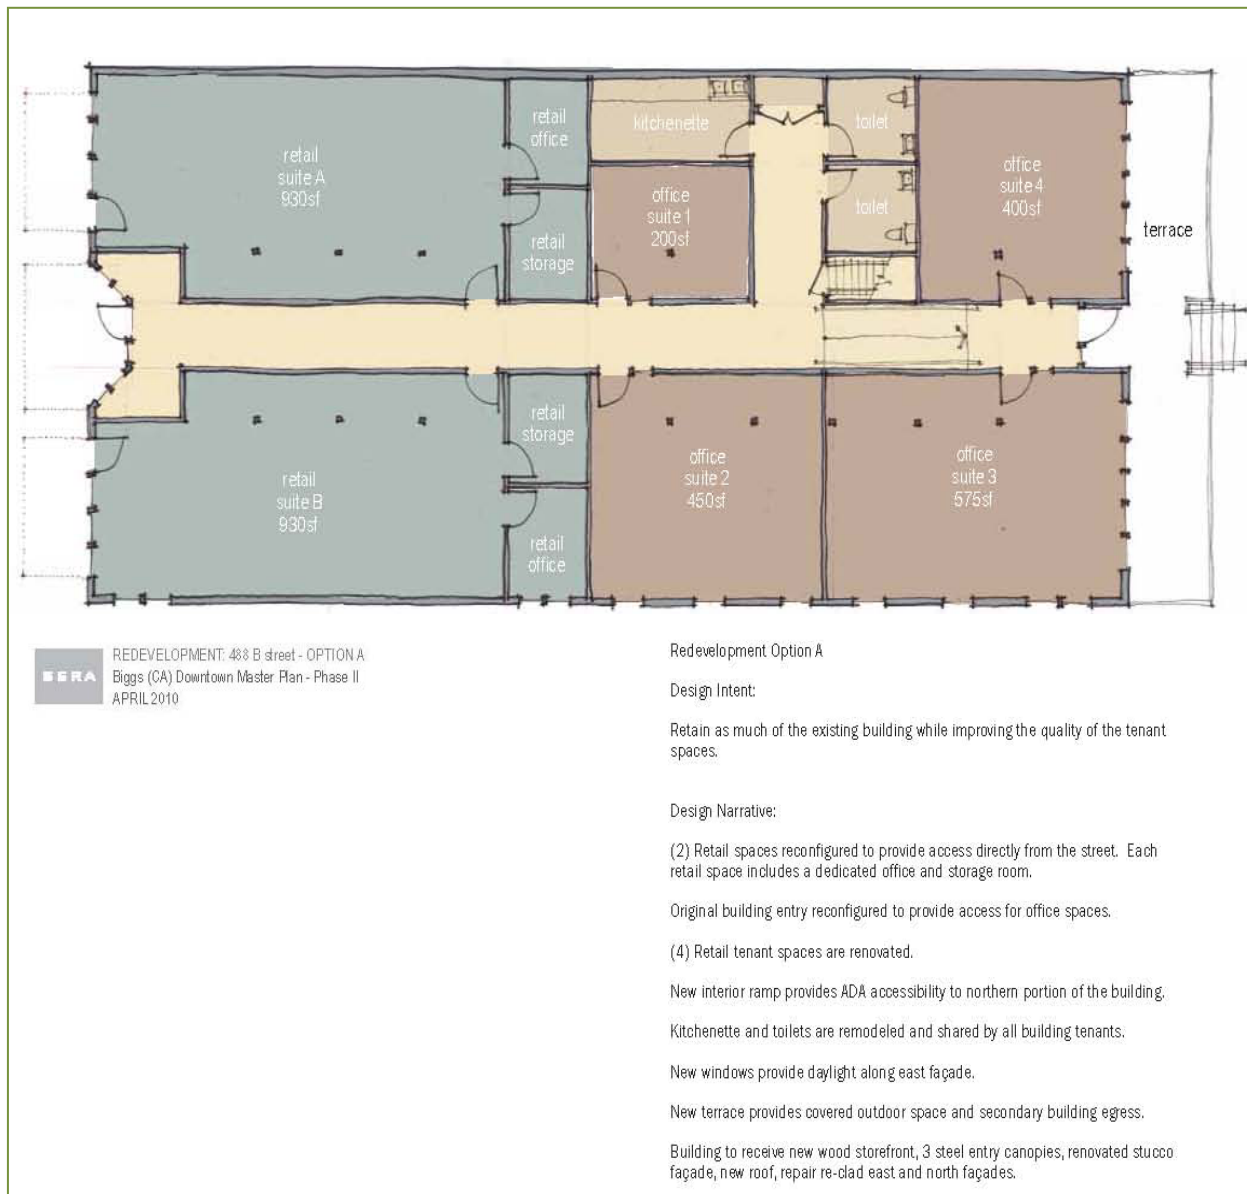 retail
suite A
930sf
retail
office
retail
storage
kitchenette
office
suite 1
200sf
toilet
toilet
office
suite 4
400sf
terrace
retail
suite B
930sf
retail
storage
retail
office
office
suite 2
450sf
office
suite 3
575sf
REDEVELOPMENT: 488 B street - OPTION A
Biggs (CA) Downtown Master Plan - Phase II
APRIL 2010
Redevelopment Option A
Design Intent:
Retain as much of the existing building while improving the quality of the tenant
spaces.
Design Narrative:
(2) Retail spaces reconfigured to provide access directly from the street. Each
retail space includes a dedicated office and storage room.
Original building entry reconfigured to provide access for office spaces.
(4) Retail tenant spaces are renovated.
New interior ramp provides ADA accessibility to northern portion of the building.
Kitchenette and toilets are remodeled and shared by all building tenants.
New windows provide daylight along east façade.
New terrace provides covered outdoor space and secondary building egress.
Building to receive new wood storefront, 3 steel entry canopies, renovated stucco
façade, new roof, repair re-clad east and north façades.